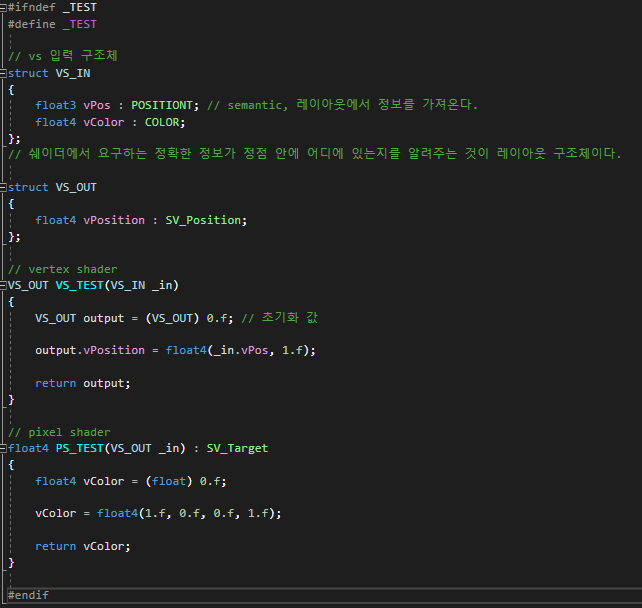 #ifndef _TEST
#define _TEST
// vs 입력 구조체
struct VS_IN
{
float3 vPos : POSITIONT; // semantic, 레이아웃에서 정보를 가져온다.
float4 vColor : COLOR;
};
// 쉐이더에서 요구하는 정확한 정보가 정점 안에 어디에 있는지를 알려주는 것이 레이아웃 구조체이다.
struct VS_OUT
{
float4 vPosition : SV_Position;
};
// vertex shader
VS_OUT VS_TEST(VS_IN _in)
{
VS_OUT output = (VS_OUT) 0.f; // 초기화 값
output.vPosition = float4(_in.vPos, 1.f);
return output;
}
// pixel shader
float4 PS_TEST(VS_OUT _in) : SV_Target
{
float4 vColor = (float) 0.f;
vColor = float4(1.f, 0.f, 0.f, 1.f);
return vColor;
}
#endif